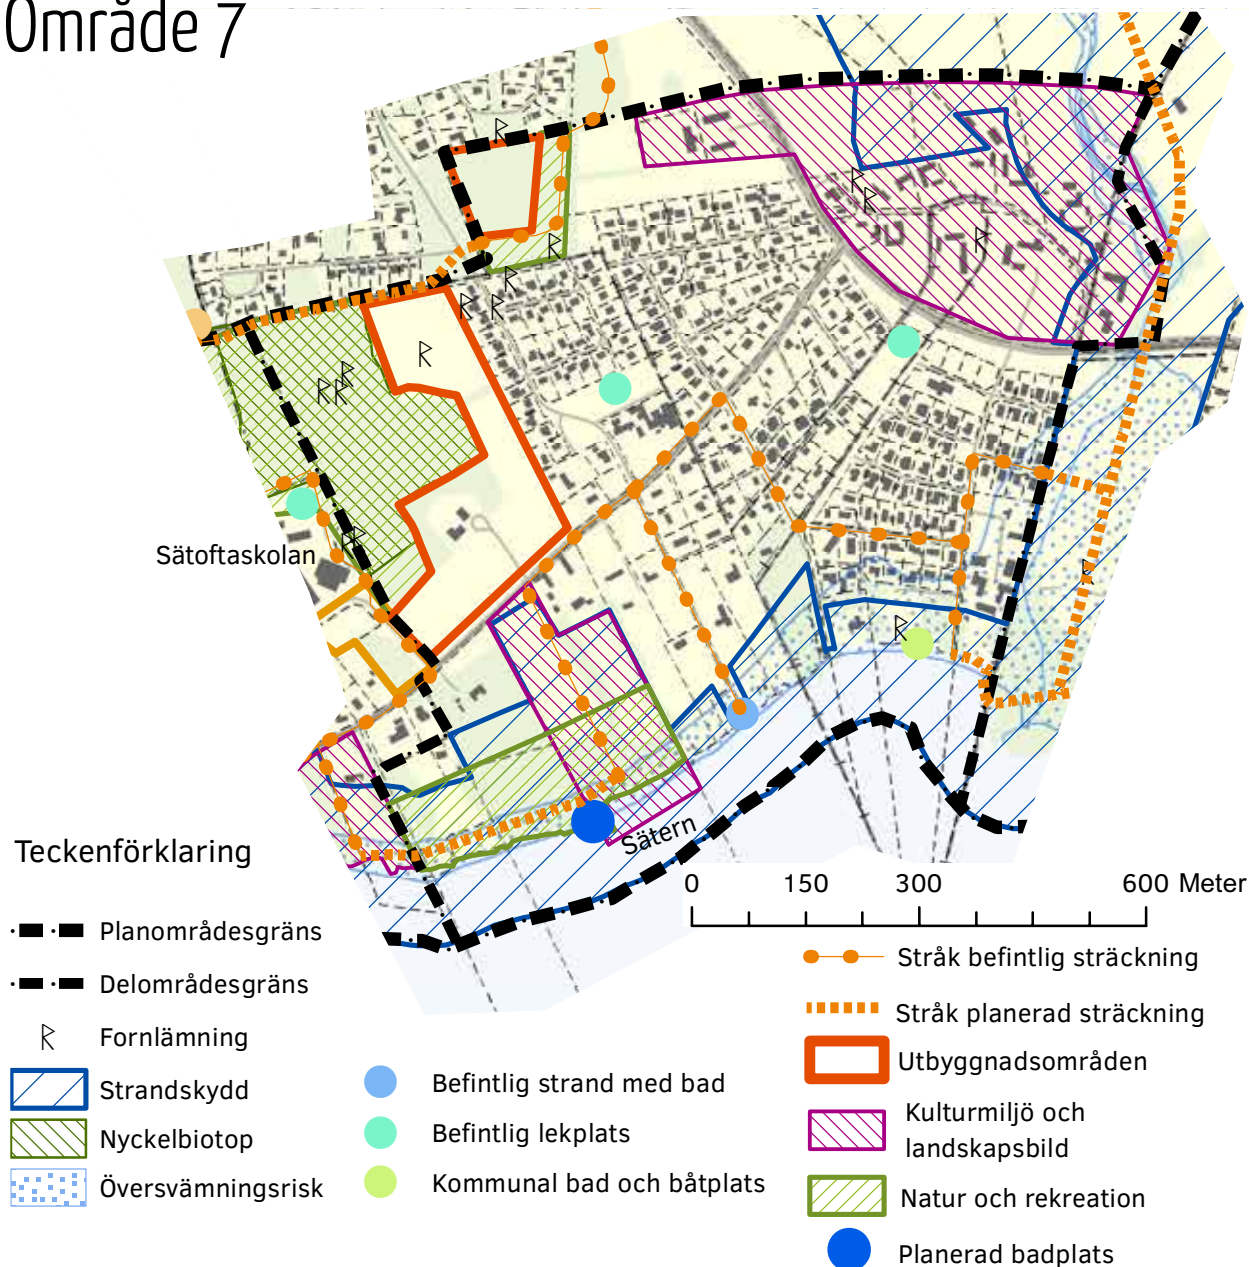 Område 7
Sätoftaskolan
Sätern
0 150 300 600 Meter
Teckenförklaring
Planområdesgräns
Delområdesgräns
Fornlämning
Strandskydd
Nyckelbiotop
Översvämningsrisk
Befintlig strand med bad
Befintlig lekplats
Kommunal bad och båtplats
Stråk befintlig sträckning
Stråk planerad sträckning
Utbyggnadsområden
Kulturmiljö och
landskapsbild
Natur och rekreation
Planerad badplats